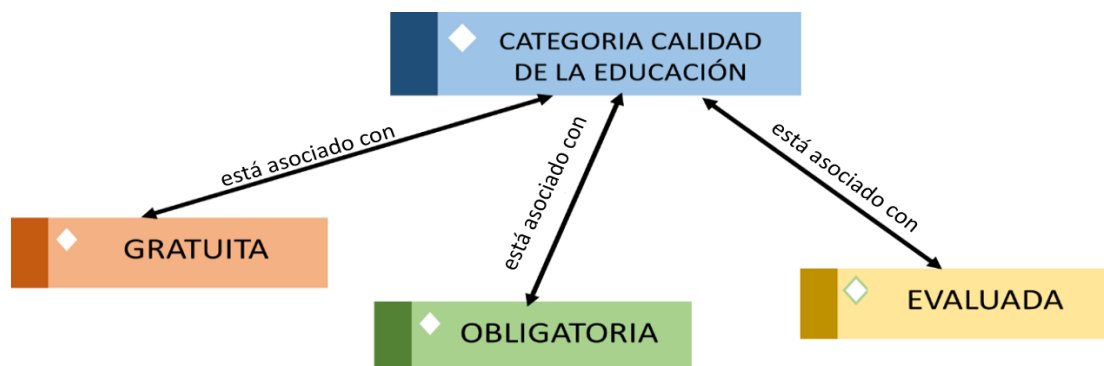 CATEGORIA CALIDAD
DE LA EDUCACIÓN
está asociado con
está asociado con
está asociado con
GRATUITA
OBLIGATORIA
EVALUADA